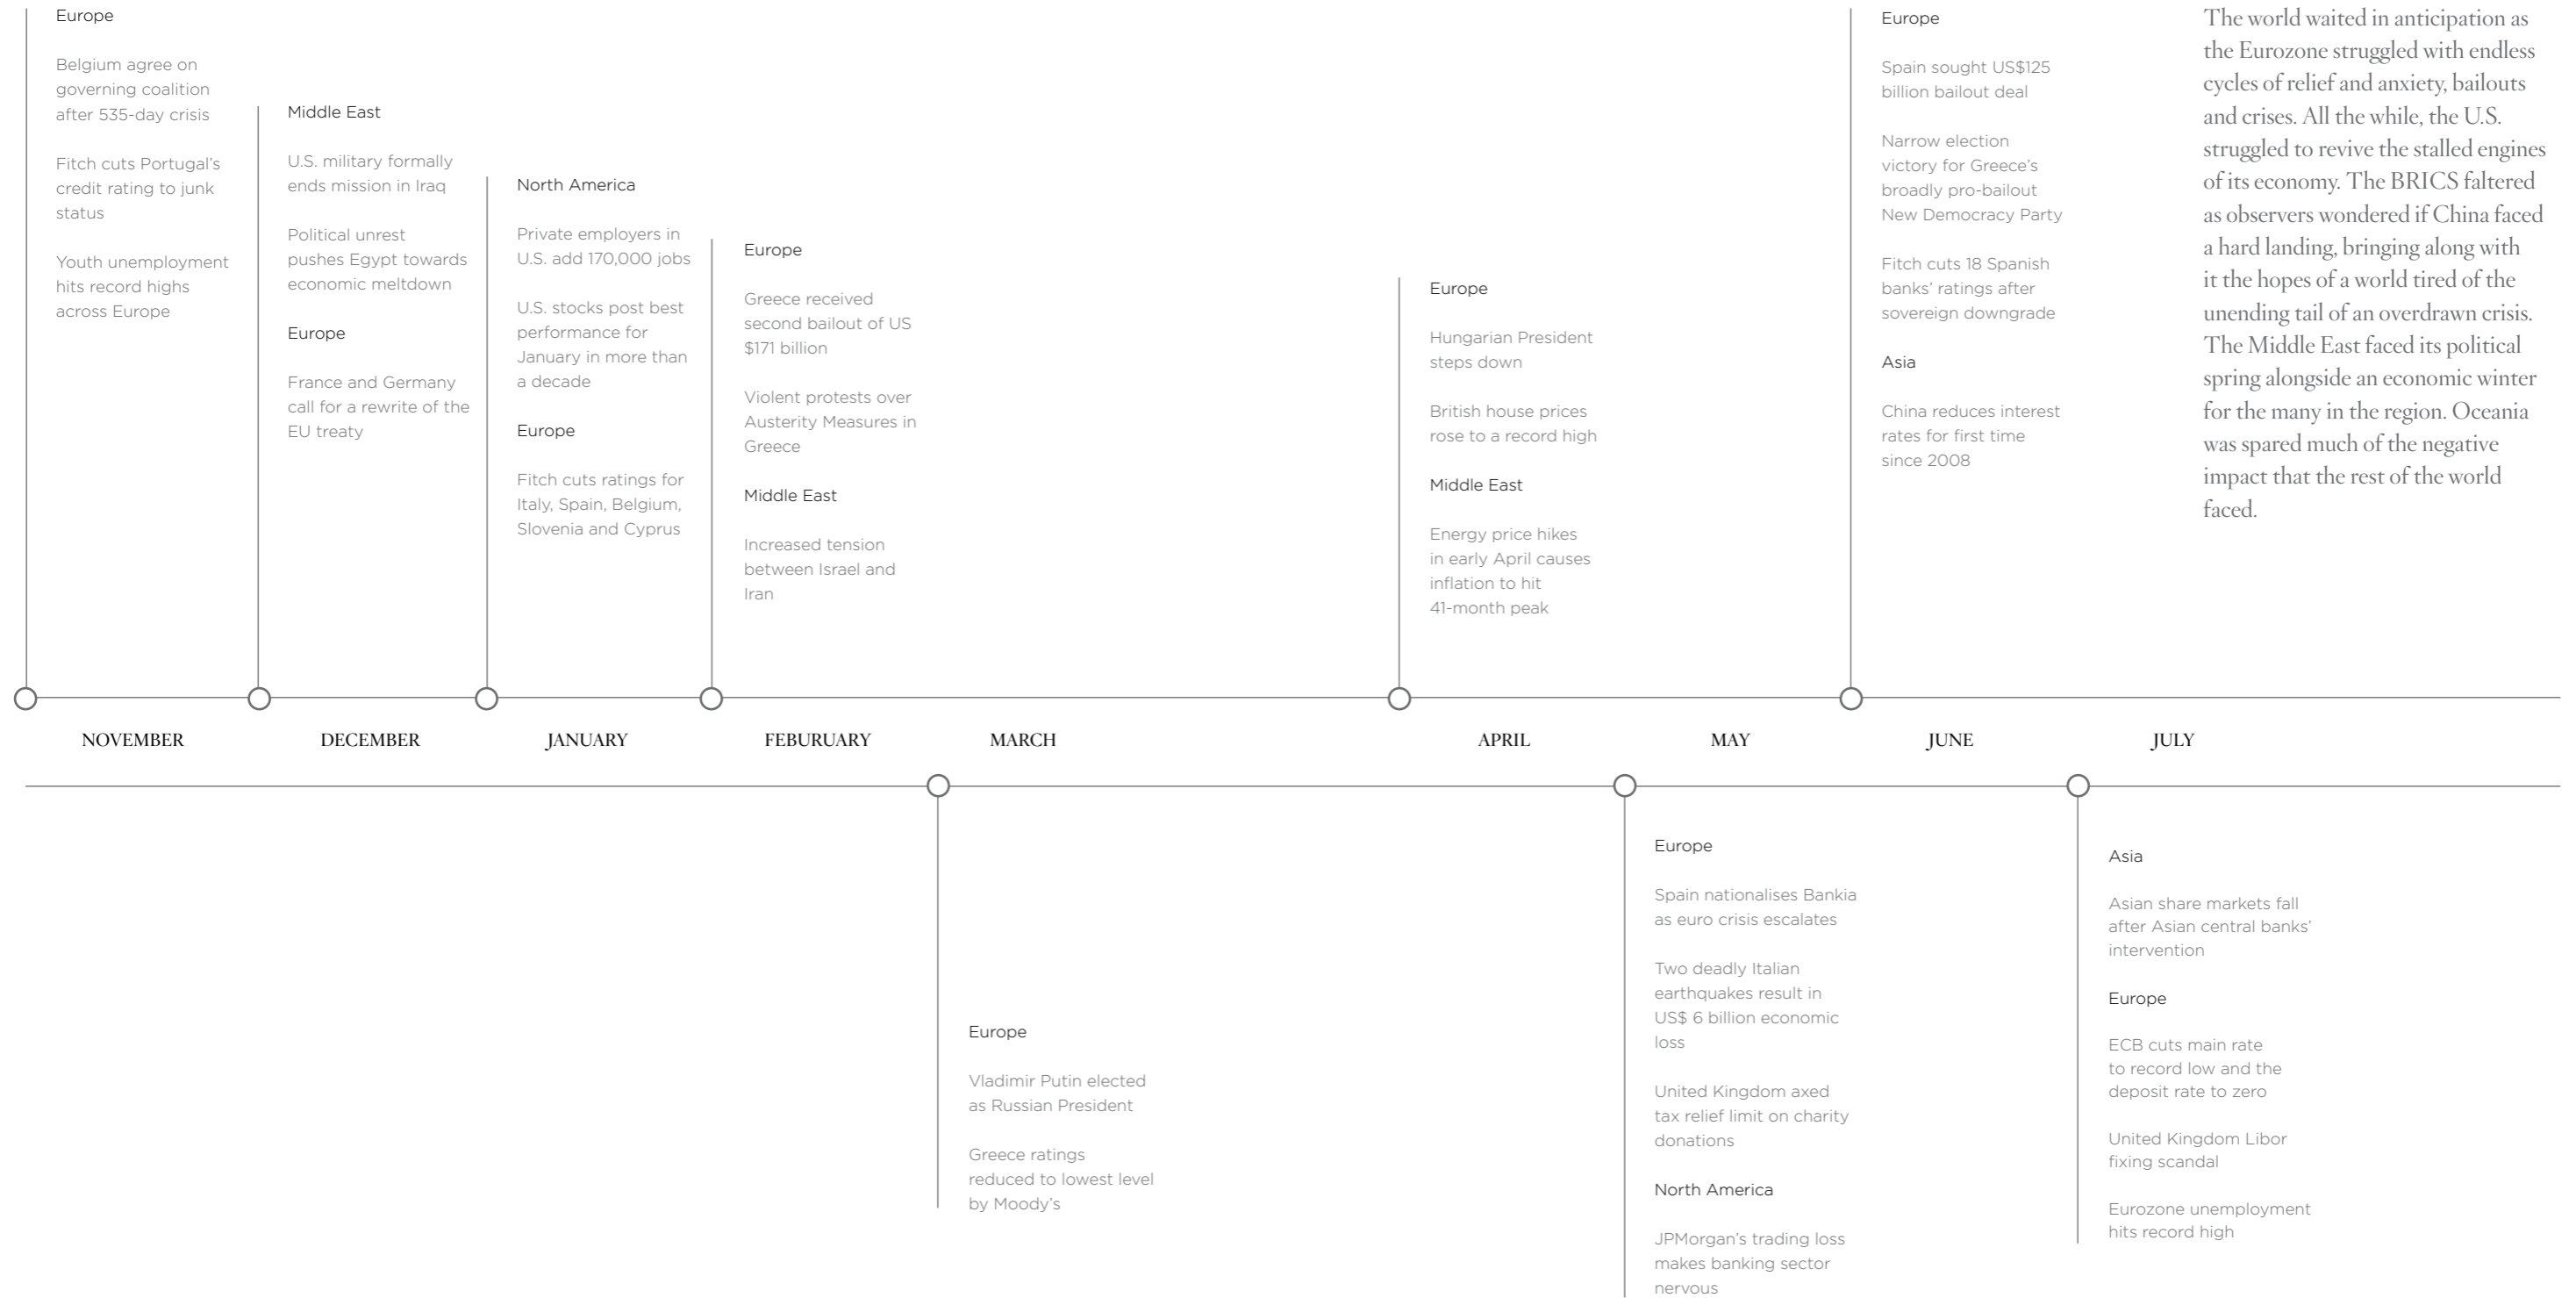 Europe
Belgium agree on
governing coalition
after 535-day crisis
Fitch cuts Portugal's
credit rating to junk
status
Youth unemployment
hits record highs
across Europe
Middle East
U.S. military formally
ends mission in Iraq
Political unrest
pushes Egypt towards
economic meltdown
Europe
France and Germany
call for a rewrite of the
EU treaty
North America
Private employers in
U.S. add 170,000 jobs
U.S. stocks post best
performance for
January in more than
a decade
Europe
Fitch cuts ratings for
Italy, Spain, Belgium,
Slovenia and Cyprus
Europe
Greece received
second bailout of US
$171 billion
Violent protests over
Austerity Measures in
Greece
Middle East
Increased tension
between Israel and
Iran
Europe
Hungarian President
steps down
British house prices
rose to a record high
Middle East
Energy price hikes
in early April causes
inflation to hit
41-month peak
Europe
Spain sought US$125
billion bailout deal
Narrow election
victory for Greece's
broadly pro-bailout
New Democracy Party
Fitch cuts 18 Spanish
banks' ratings after
sovereign downgrade
Asia
China reduces interest
rates for first time
since 2008
The world waited in anticipation as
the Eurozone struggled with endless
cycles of relief and anxiety, bailouts
and crises. All the while, the U.S.
struggled to revive the stalled engines
of its economy. The BRICS faltered
as observers wondered if China faced
a hard landing, bringing along with
it the hopes of a world tired of the
unending tail of an overdrawn crisis.
The Middle East faced its political
spring alongside an economic winter
for the many in the region. Oceania
was spared much of the negative
impact that the rest of the world
faced.
NOVEMBER
DECEMBER
JANUARY
FEBURUARY
MARCH
APRIL
MAY
JUNE
JULY
Europe
Vladimir Putin elected
as Russian President
Greece ratings
reduced to lowest level
by Moody's
Europe
Spain nationalises Bankia
as euro crisis escalates
Two deadly Italian
earthquakes result in
US$ 6 billion economic
loss
United Kingdom axed
tax relief limit on charity
donations
North America
JPMorgan's trading loss
makes banking sector
nervous
Asia
Asian share markets fall
after Asian central banks'
intervention
Europe
ECB cuts main rate
to record low and the
deposit rate to zero
United Kingdom Libor
fixing scandal
Eurozone unemployment
hits record high